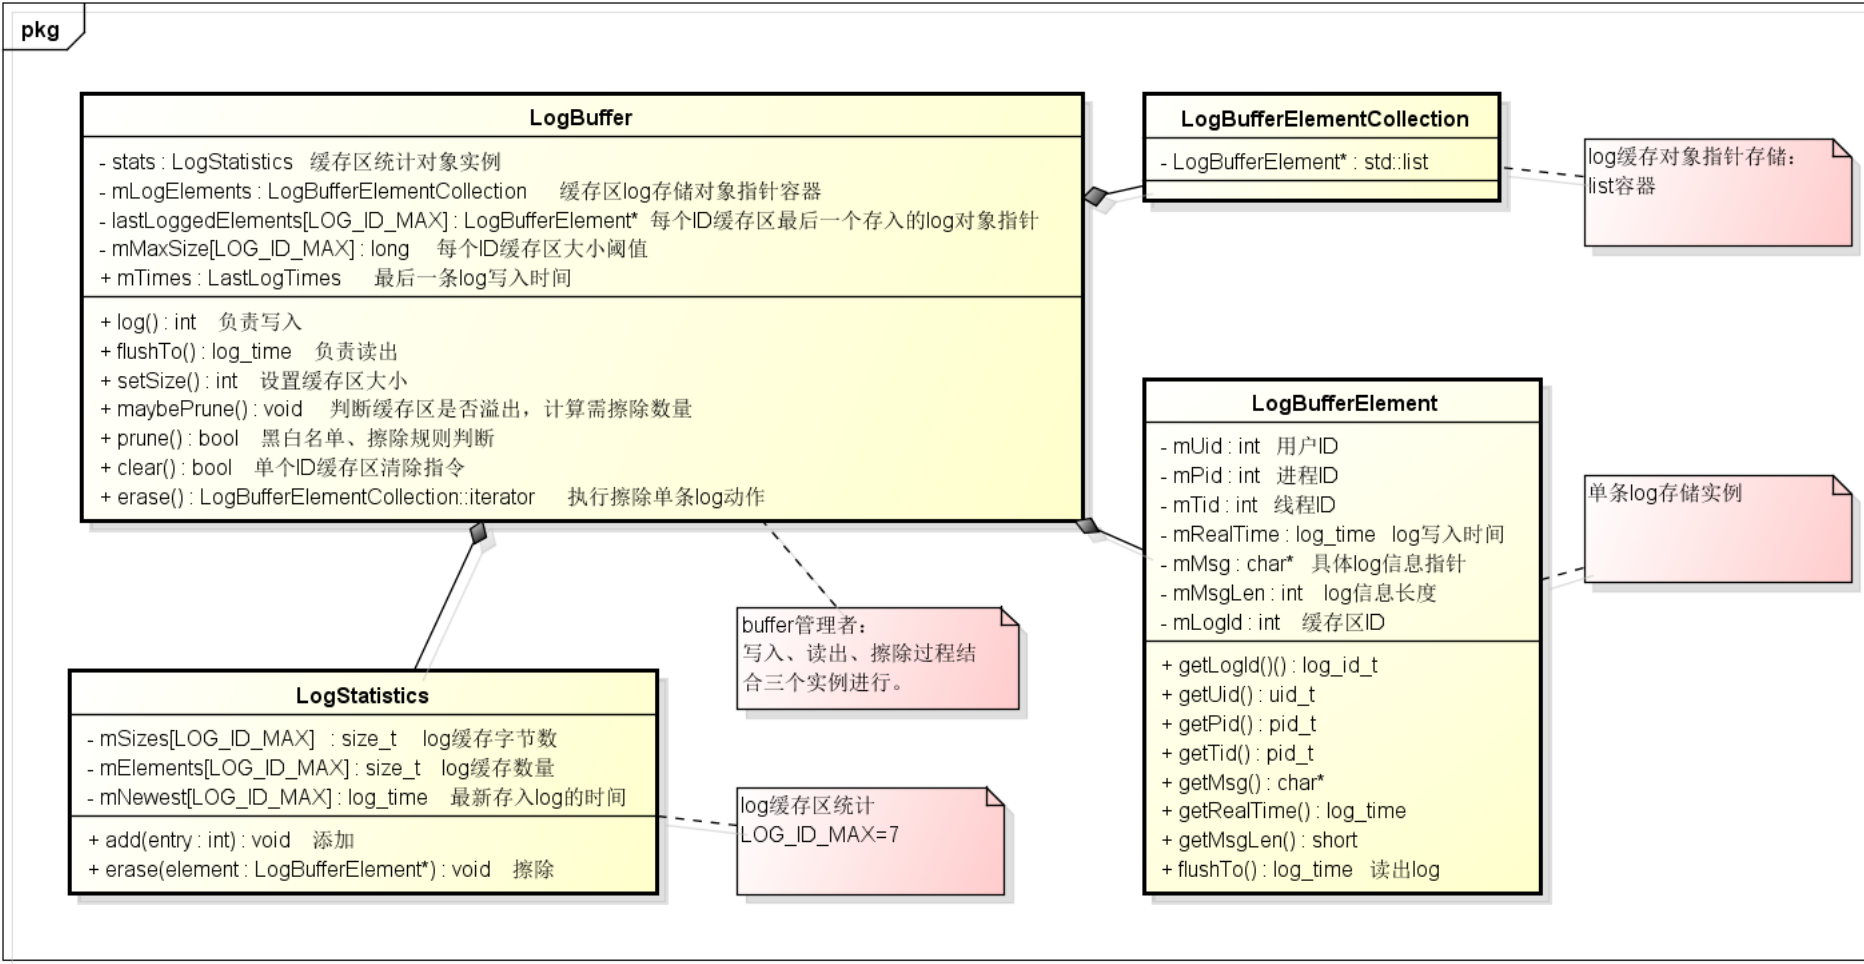 pkg
LogBuffer
- stats : LogStatistics 缓存区统计对象实例
- mLogElements : LogBufferElementCollection 缓存区log存储对象指针容器
- lastLoggedElements[LOG_ID_MAX] : LogBufferElement* 每个ID缓存区最后一个存入的log对象指针
- mMaxSize[LOG_ID_MAX] : long 每个ID缓存区大小阈值
+ mTimes : LastLogTimes 最后一条log写入时间
+ log() : int 负责写入
+ flushTo() : log_time 负责读出
+ setSize() : int 设置缓存区大小
+ maybePrune() : void 判断缓存区是否溢出，计算需擦除数量
+ prune() : bool 黑白名单、擦除规则判断
+ clear() : bool 单个ID缓存区清除指令
+ erase() : LogBufferElementCollection::iterator 执行擦除单条log动作
LogBufferElementCollection
- LogBufferElement* : std::list
log缓存对象指针存储：
list容器
LogBufferElement
- mUid : int 用户ID
- mPid : int 进程ID
- mTid : int 线程ID
- mRealTime : log_time log写入时间
- mMsg : char* 具体log信息指针
- mMsgLen : int log信息长度
- mLogId : int 缓存区ID
+ getLogId()() : log_id_t
+ getUid() : uid_t
+ getPid() : pid_t
+ getTid() : pid_t
+ getMsg() : char*
+ getRealTime() : log_time
+ getMsgLen() : short
+ flushTo() : log_time 读出log
单条log存储实例
buffer管理者：
写入、读出、擦除过程结
合三个实例进行。
LogStatistics
- mSizes[LOG_ID_MAX] : size_t log缓存字节数
- mElements[LOG_ID_MAX] : size_t log缓存数量
- mNewest[LOG_ID_MAX] : log_time 最新存入log的时间
+ add(entry : int) : void 添加
+ erase(element : LogBufferElement*) : void 擦除
log缓存区统计
LOG_ID_MAX=7